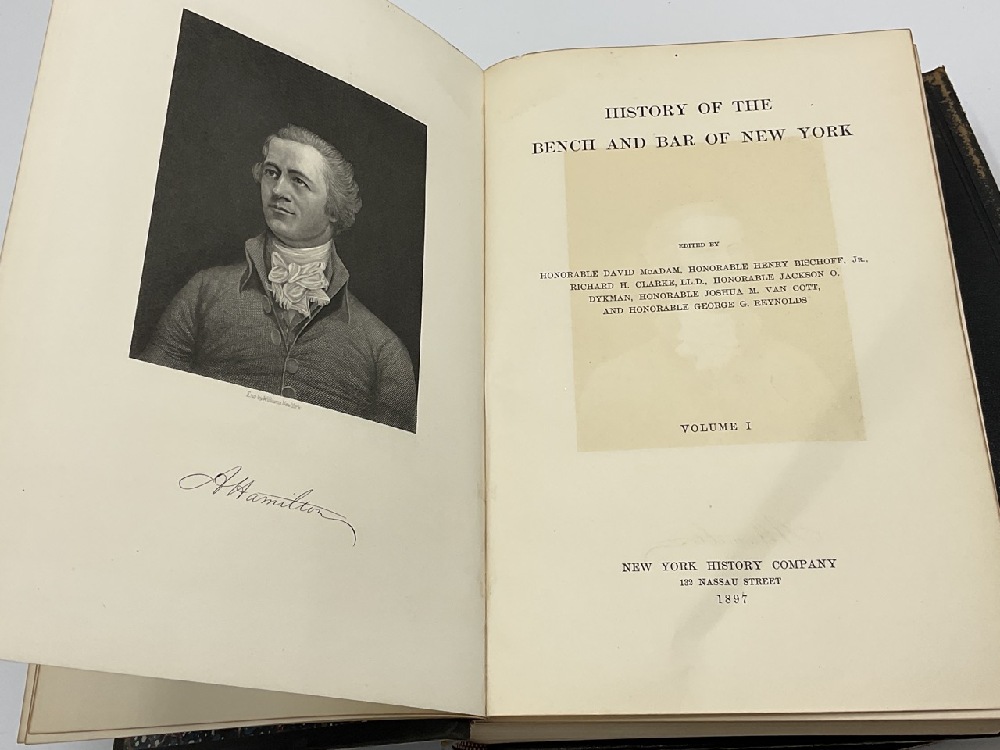 A Hamilton
HISTORY OF THE
BENCH AND BAR OF NEW YORK
EDITED BY
HONORABLE DAVID McADAM, HONORABLE HENRY BISCHOFF, JR.,
RICHARD H. CLARKE, LL.D., HONORABLE JACKSON O.
DYKMAN, HONORABLE JOSHUA M. VAN COTT,
AND HONORABLE GEORGE G. REYNOLDS
VOLUME I
NEW YORK HISTORY COMPANY
132 NASSAU STREET
1897